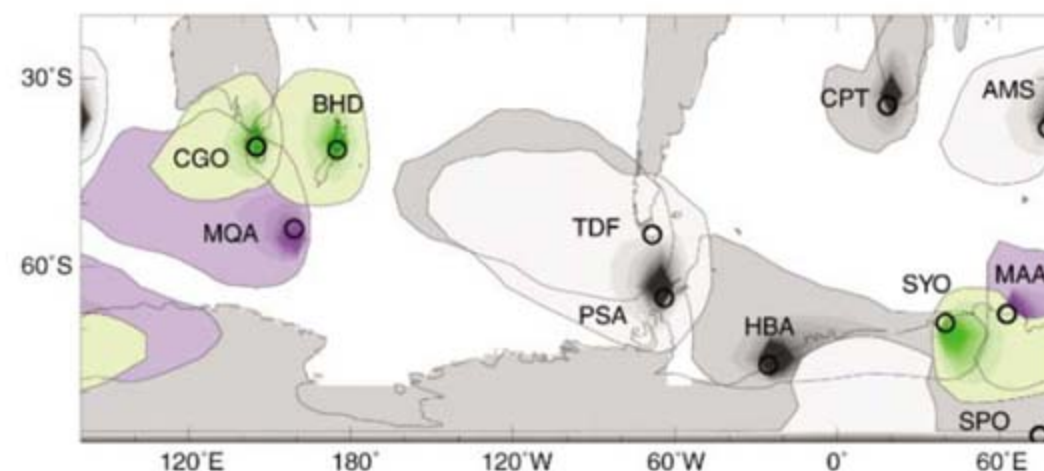 30°S
60°S
CGO
BHD
MQA
TDF
PSA
HBA
CPT
AMS
SYO
MAA
SPO
120°E
180°
120°W
60°W
0°
60°E